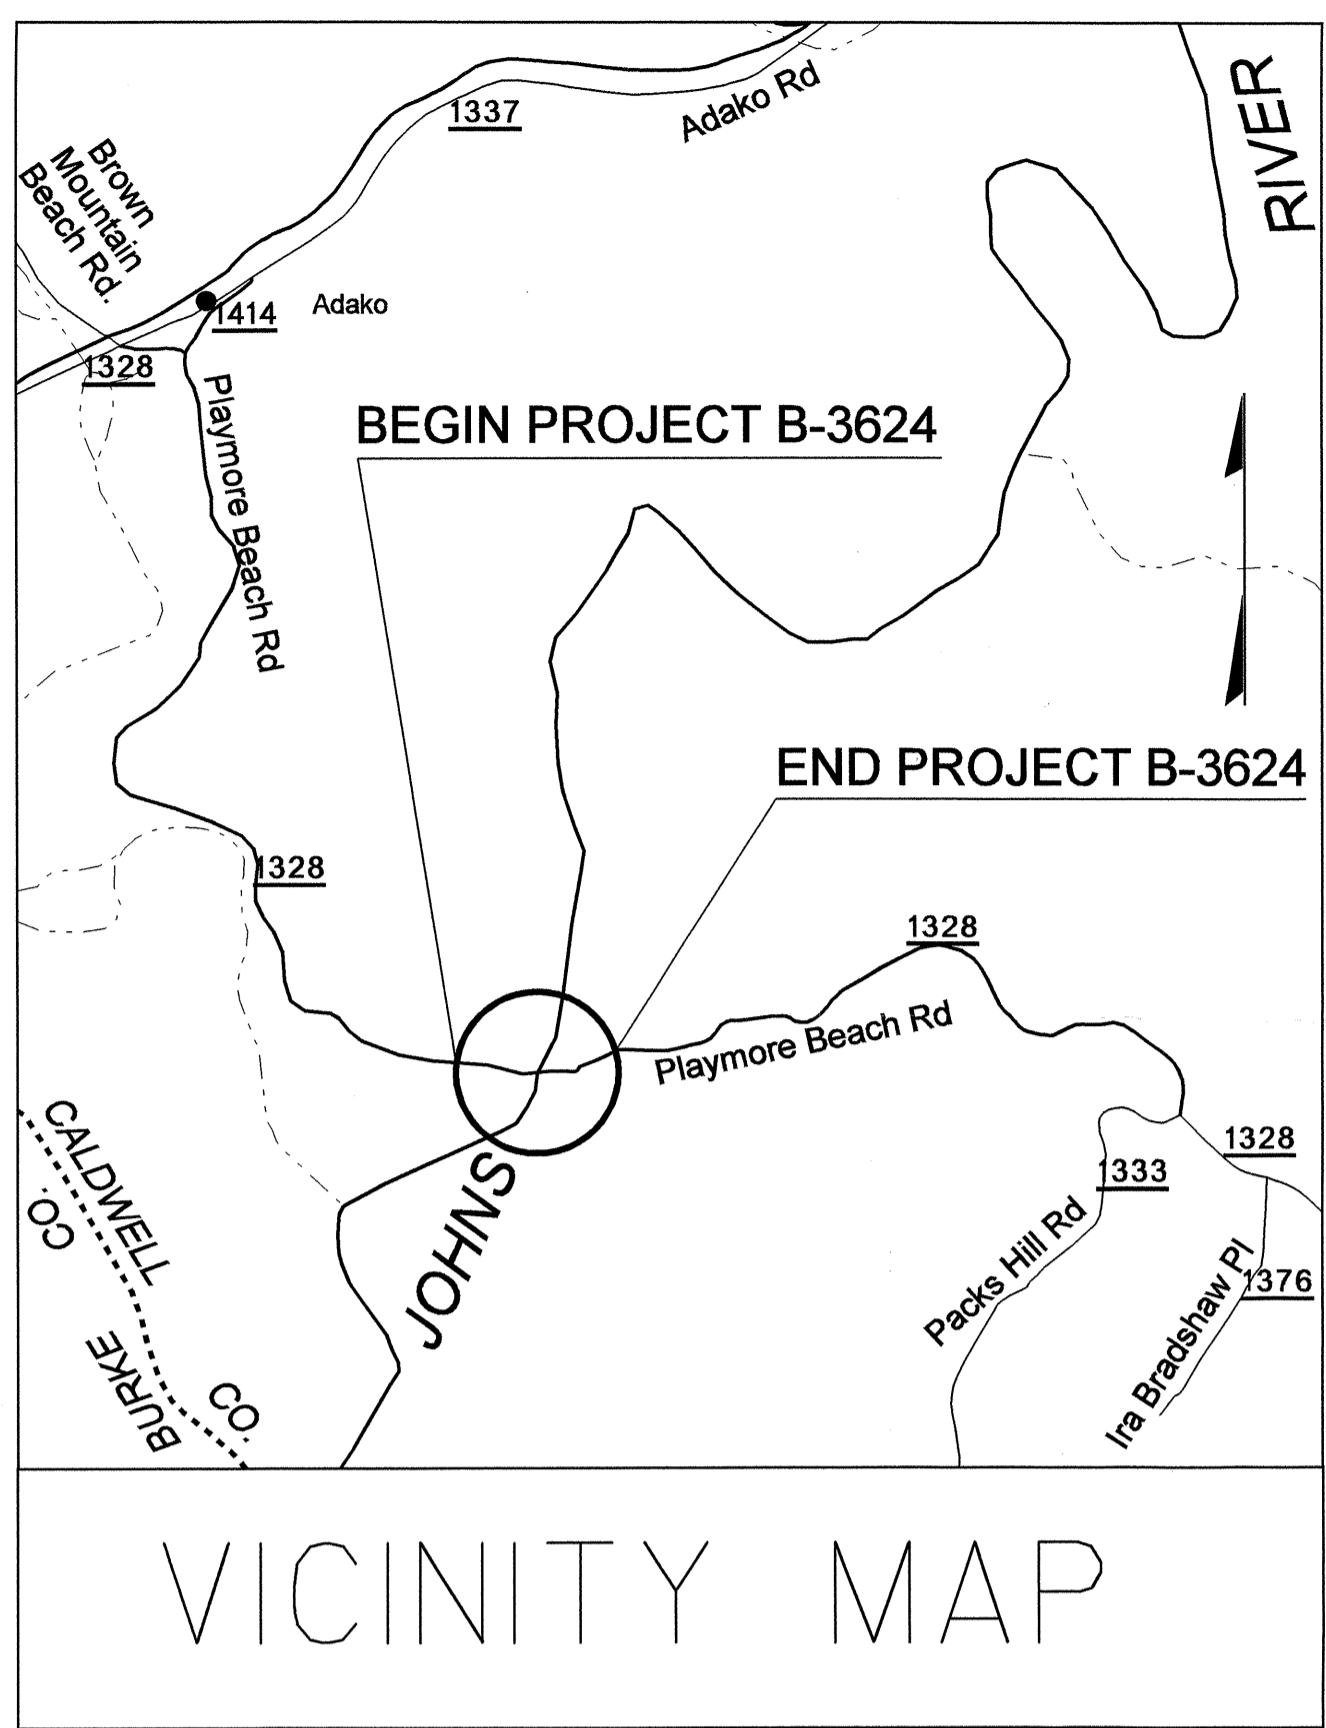 1337
Adako Rd
RIVER
Brown
Mountain
Beach Rd.
1414
Adako
1328
Playmore Beach Rd
BEGIN PROJECT B-3624
END PROJECT B-3624
1328
1328
Playmore Beach Rd
JOHNS
CALDWELL
CO.
BURKE
CO.
1328
1333
Packs Hill Rd
1376
Ira Bradshaw Pl
VICINITY MAP